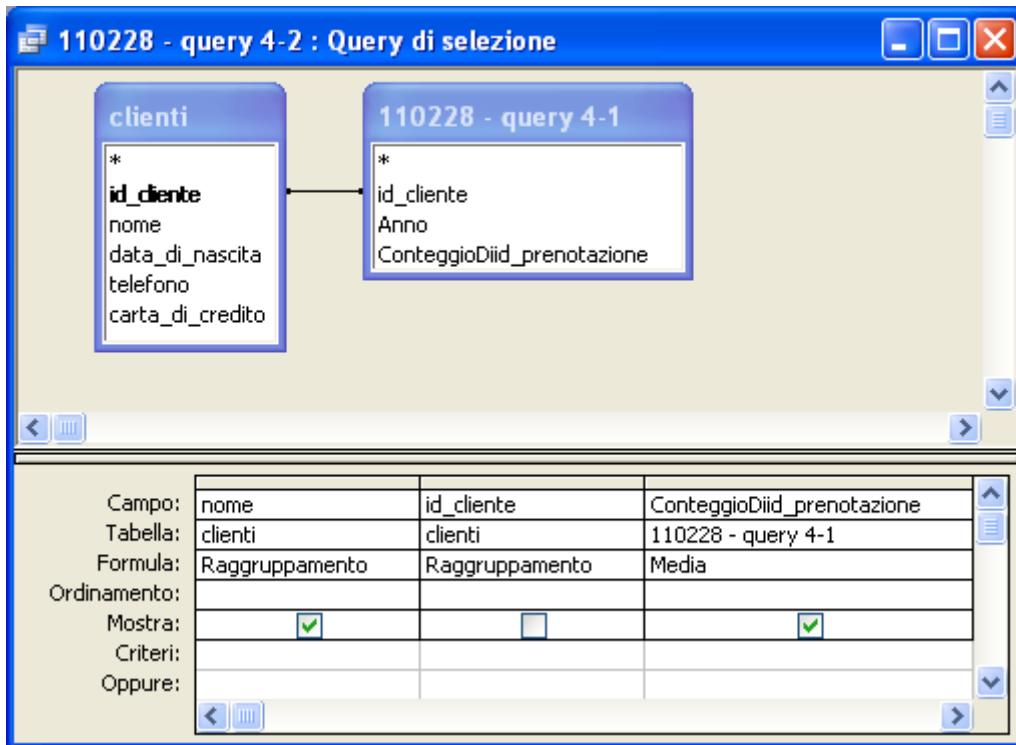 110228 - query 4-2 : Query di selezione
clienti
*
id_cliente
nome
data_di_nascita
telefono
carta_di_credito
110228 - query 4-1
*
id_cliente
Anno
ConteggioDiid_prenotazione
Campo: nome id_cliente ConteggioDiid_prenotazione
Tabella: clienti clienti 110228 - query 4-1
Formula: Raggruppamento Raggruppamento Media
Ordinamento:
Mostra:
Criteri:
Oppure: